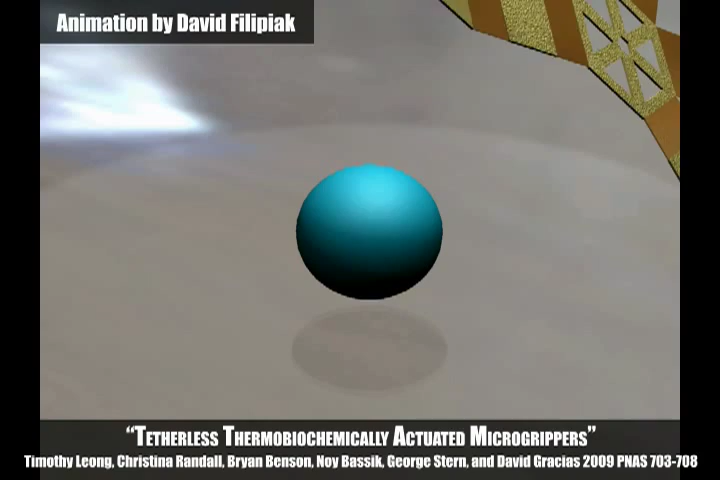 Animation by David Filipiak
“Tetherless Thermobiochemically Actuated Microgrippers”
Timothy Leong, Christina Randall, Bryan Benson, Noy Bassik, George Stern, and David Gracias 2009 PNAS 703-708